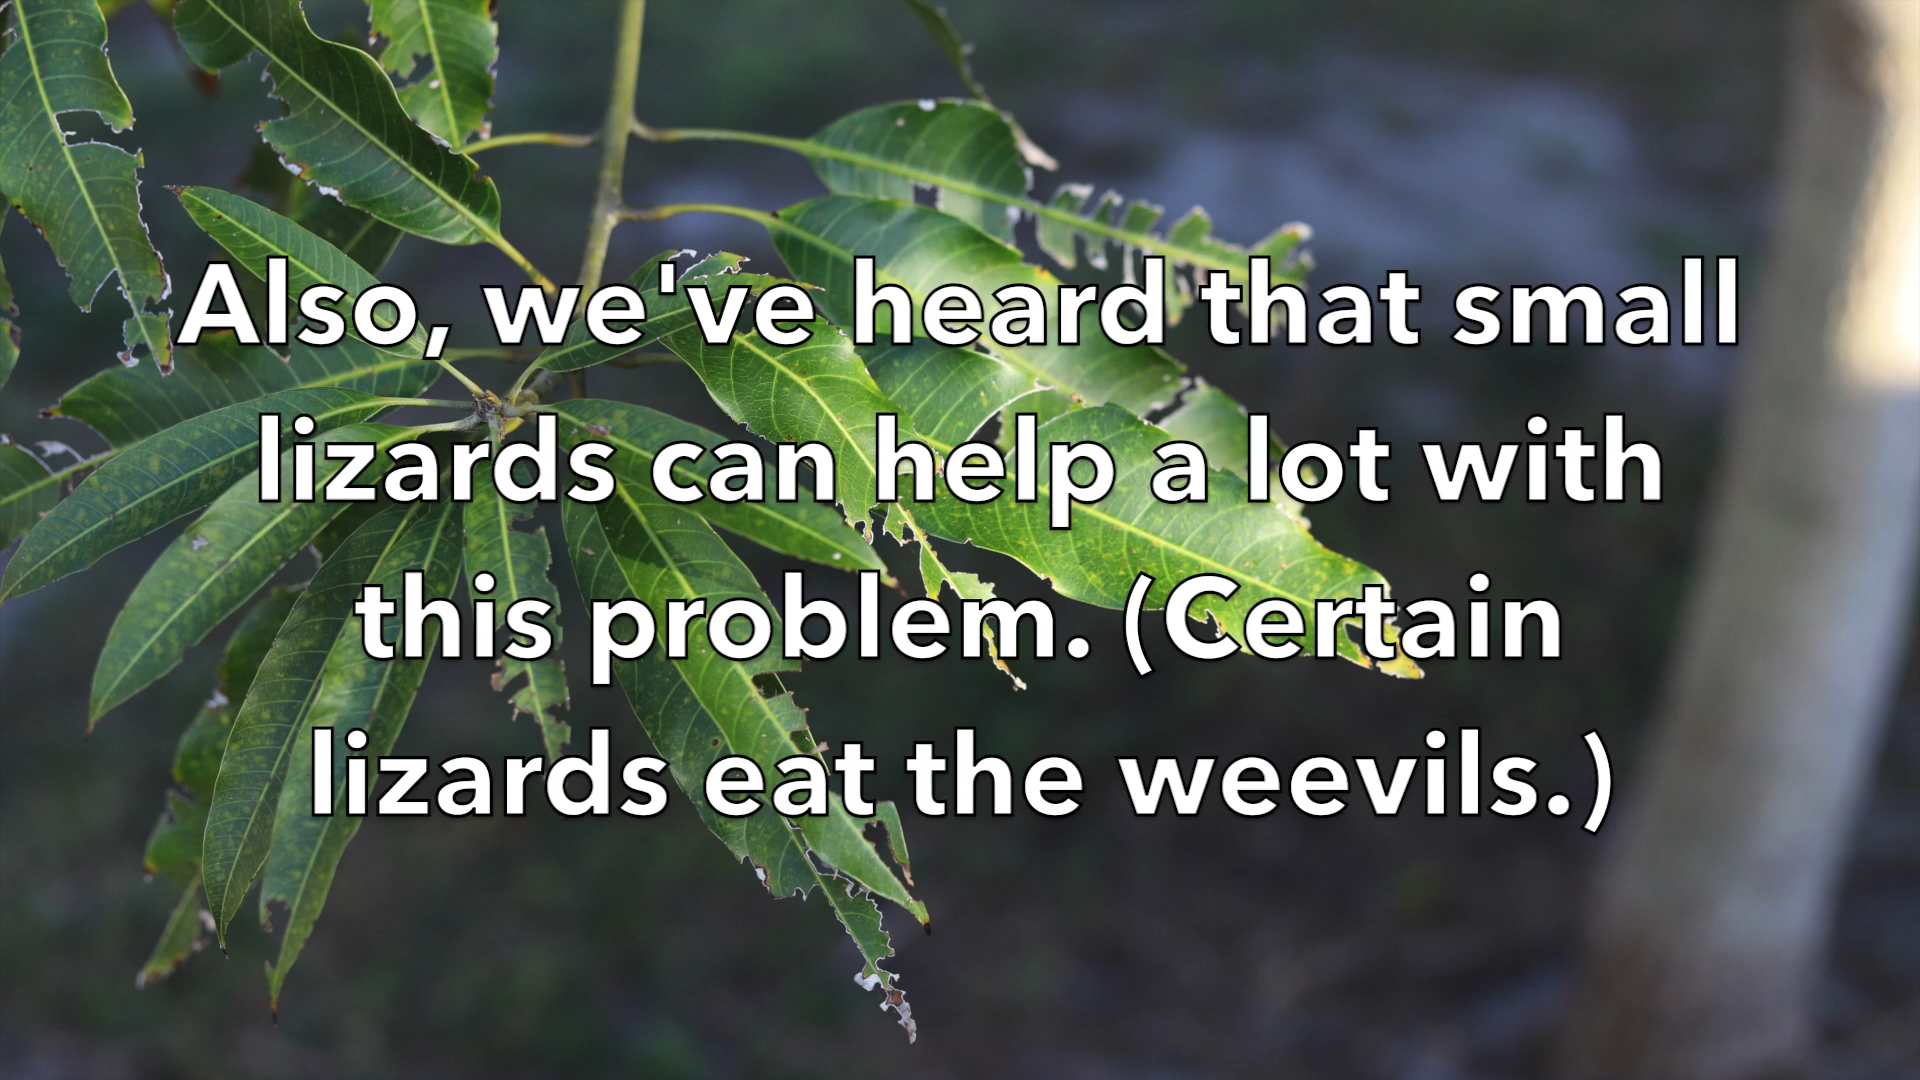 Also, we've heard that small
lizards can help a lot with
this problem. (Certain
lizards eat the weevils.)